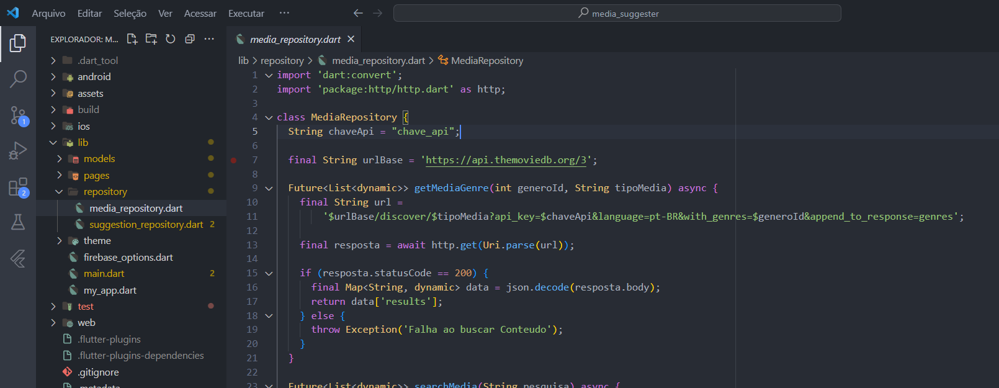 Arquivo Editar Seleção Ver Acessar Executar ··· media_suggester
EXPLORADOR: M... ···
.dart_tool
android
assets
build
ios
lib
models
pages
repository
media_repository.dart
suggestion_repository.dart 2
theme
firebase_options.dart
main.dart 2
my_app.dart
test
web
.flutter-plugins
.flutter-plugins-dependencies
.gitignore
.metadata
1
2
media_repository.dart
lib > repository > media_repository.dart > MediaRepository
1 import 'dart:convert';
2 import 'package:http/http.dart' as http;
3
4 class MediaRepository {
5 String chaveApi = "chave_api";
6
7 final String urlBase = 'https://api.themoviedb.org/3';
8
9 Future<List<dynamic>> getMediaGenre(int generoId, String tipoMedia) async {
10 final String url =
11 '$urlBase/discover/$tipoMedia?api_key=$chaveApi&language=pt-BR&with_genres=$generoId&append_to_response=genres';
12
13 final resposta = await http.get(Uri.parse(url));
14
15 if (resposta.statusCode == 200) {
16 final Map<String, dynamic> data = json.decode(resposta.body);
17 return data['results'];
18 } else {
19 throw Exception('Falha ao buscar Conteudo');
20 }
21 }
22
23 Future<List<dynamic>> searchMedia(String pesquisa) async {